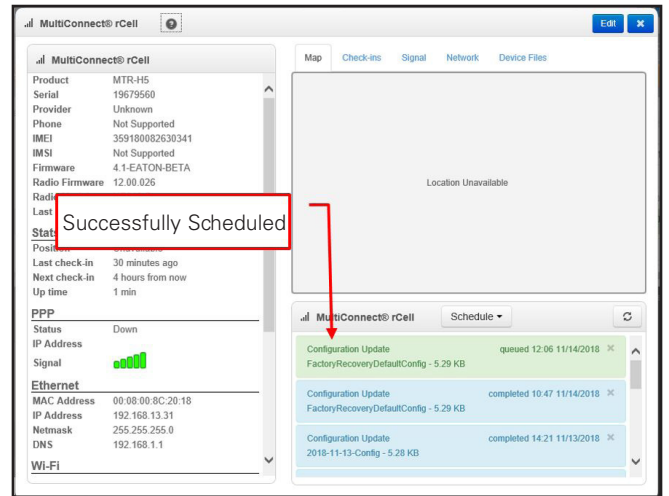 MultiConnect® rCell
?
Edit
×
MultiConnect® rCell
Product MTR-H5
Serial 19679560
Provider Unknown
Phone Not Supported
IMEI 359180082630341
IMSI Not Supported
Firmware 4.1-EATON-BETA
Radio Firmware 12.00.026
Last
Successfully Scheduled
Last check-in 30 minutes ago
Next check-in 4 hours from now
Up time 1 min
PPP
Status Down
IP Address
Signal
Ethernet
MAC Address 00:08:00:8C:20:18
IP Address 192.168.13.31
Netmask 255.255.255.0
DNS 192.168.1.1
Wi-Fi
Map Check-ins Signal Network Device Files
Location Unavailable
MultiConnect® rCell
Schedule
Configuration Update queued 12:06 11/14/2018 ×
FactoryRecoveryDefaultConfig - 5.29 KB
Configuration Update completed 10:47 11/14/2018 ×
FactoryRecoveryDefaultConfig - 5.29 KB
Configuration Update completed 14:21 11/13/2018 ×
2018-11-13-Config - 5.28 KB